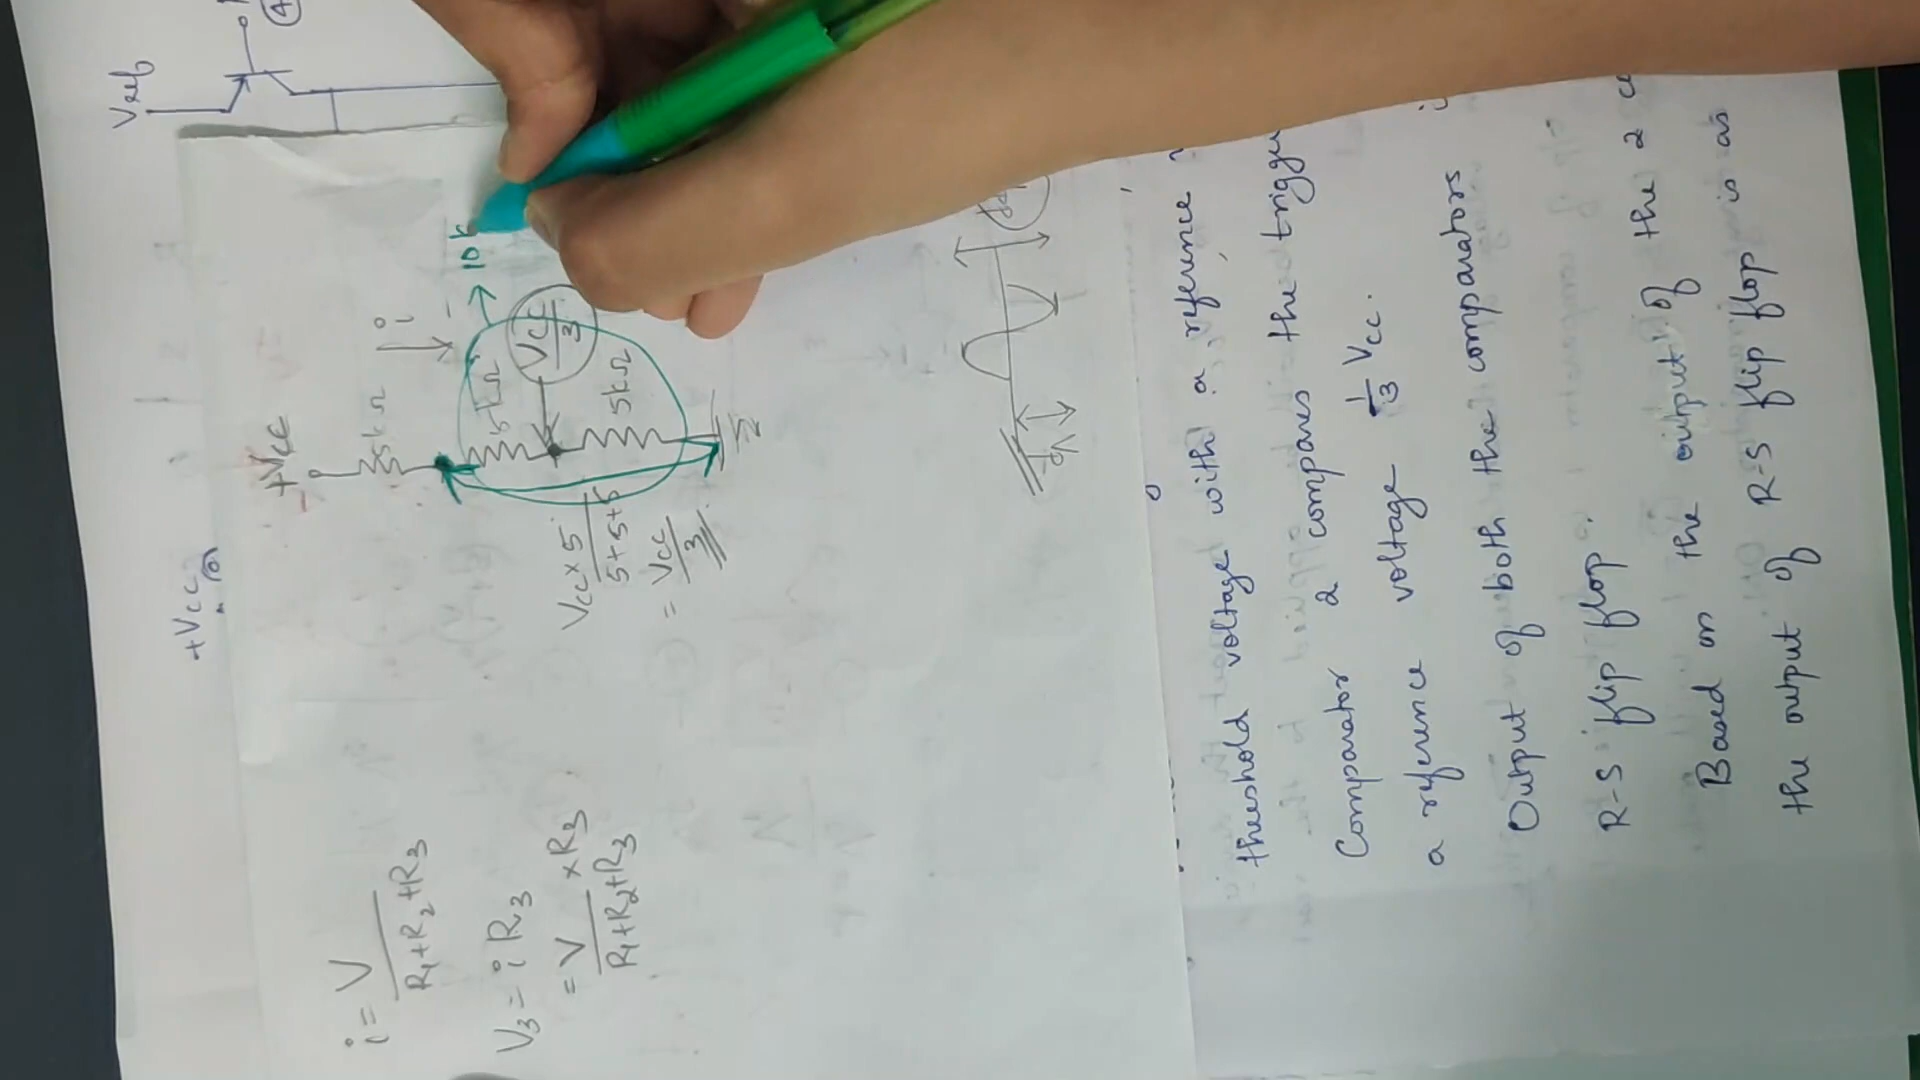 Vref
4
+Vcc
+Vcc
5kΩ
i
5kΩ
Vcc/3
5kΩ
10k
Vcc×5/5+5+5
= Vcc/3
i = V/R1+R2+R3
V3 = i R3
= V/R1+R2+R3 × R3
threshold voltage with a reference
Comparator 2 compares the trigge
a reference voltage 1/3 Vcc.
Output of both the comparators i
R-S flip flop.
Based on the output of the 2 co
the output of R-S flip flop is as